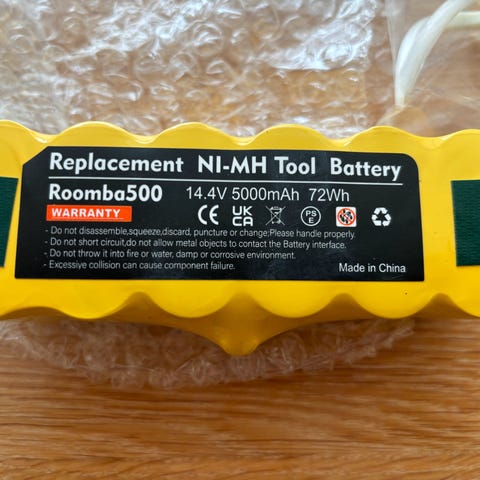 Replacement NI-MH Tool Battery
Roomba500 14.4V 5000mAh 72Wh
WARRANTY
CE UKCA PSE
- Do not disassemble,squeeze,discard, puncture or change;Please handle properly.
- Do not short circuit,do not allow metal objects to contact the Battery interface.
- Do not throw it into fire or water, damp or corrosive environment.
- Excessive collision can cause component failure.
Made in China